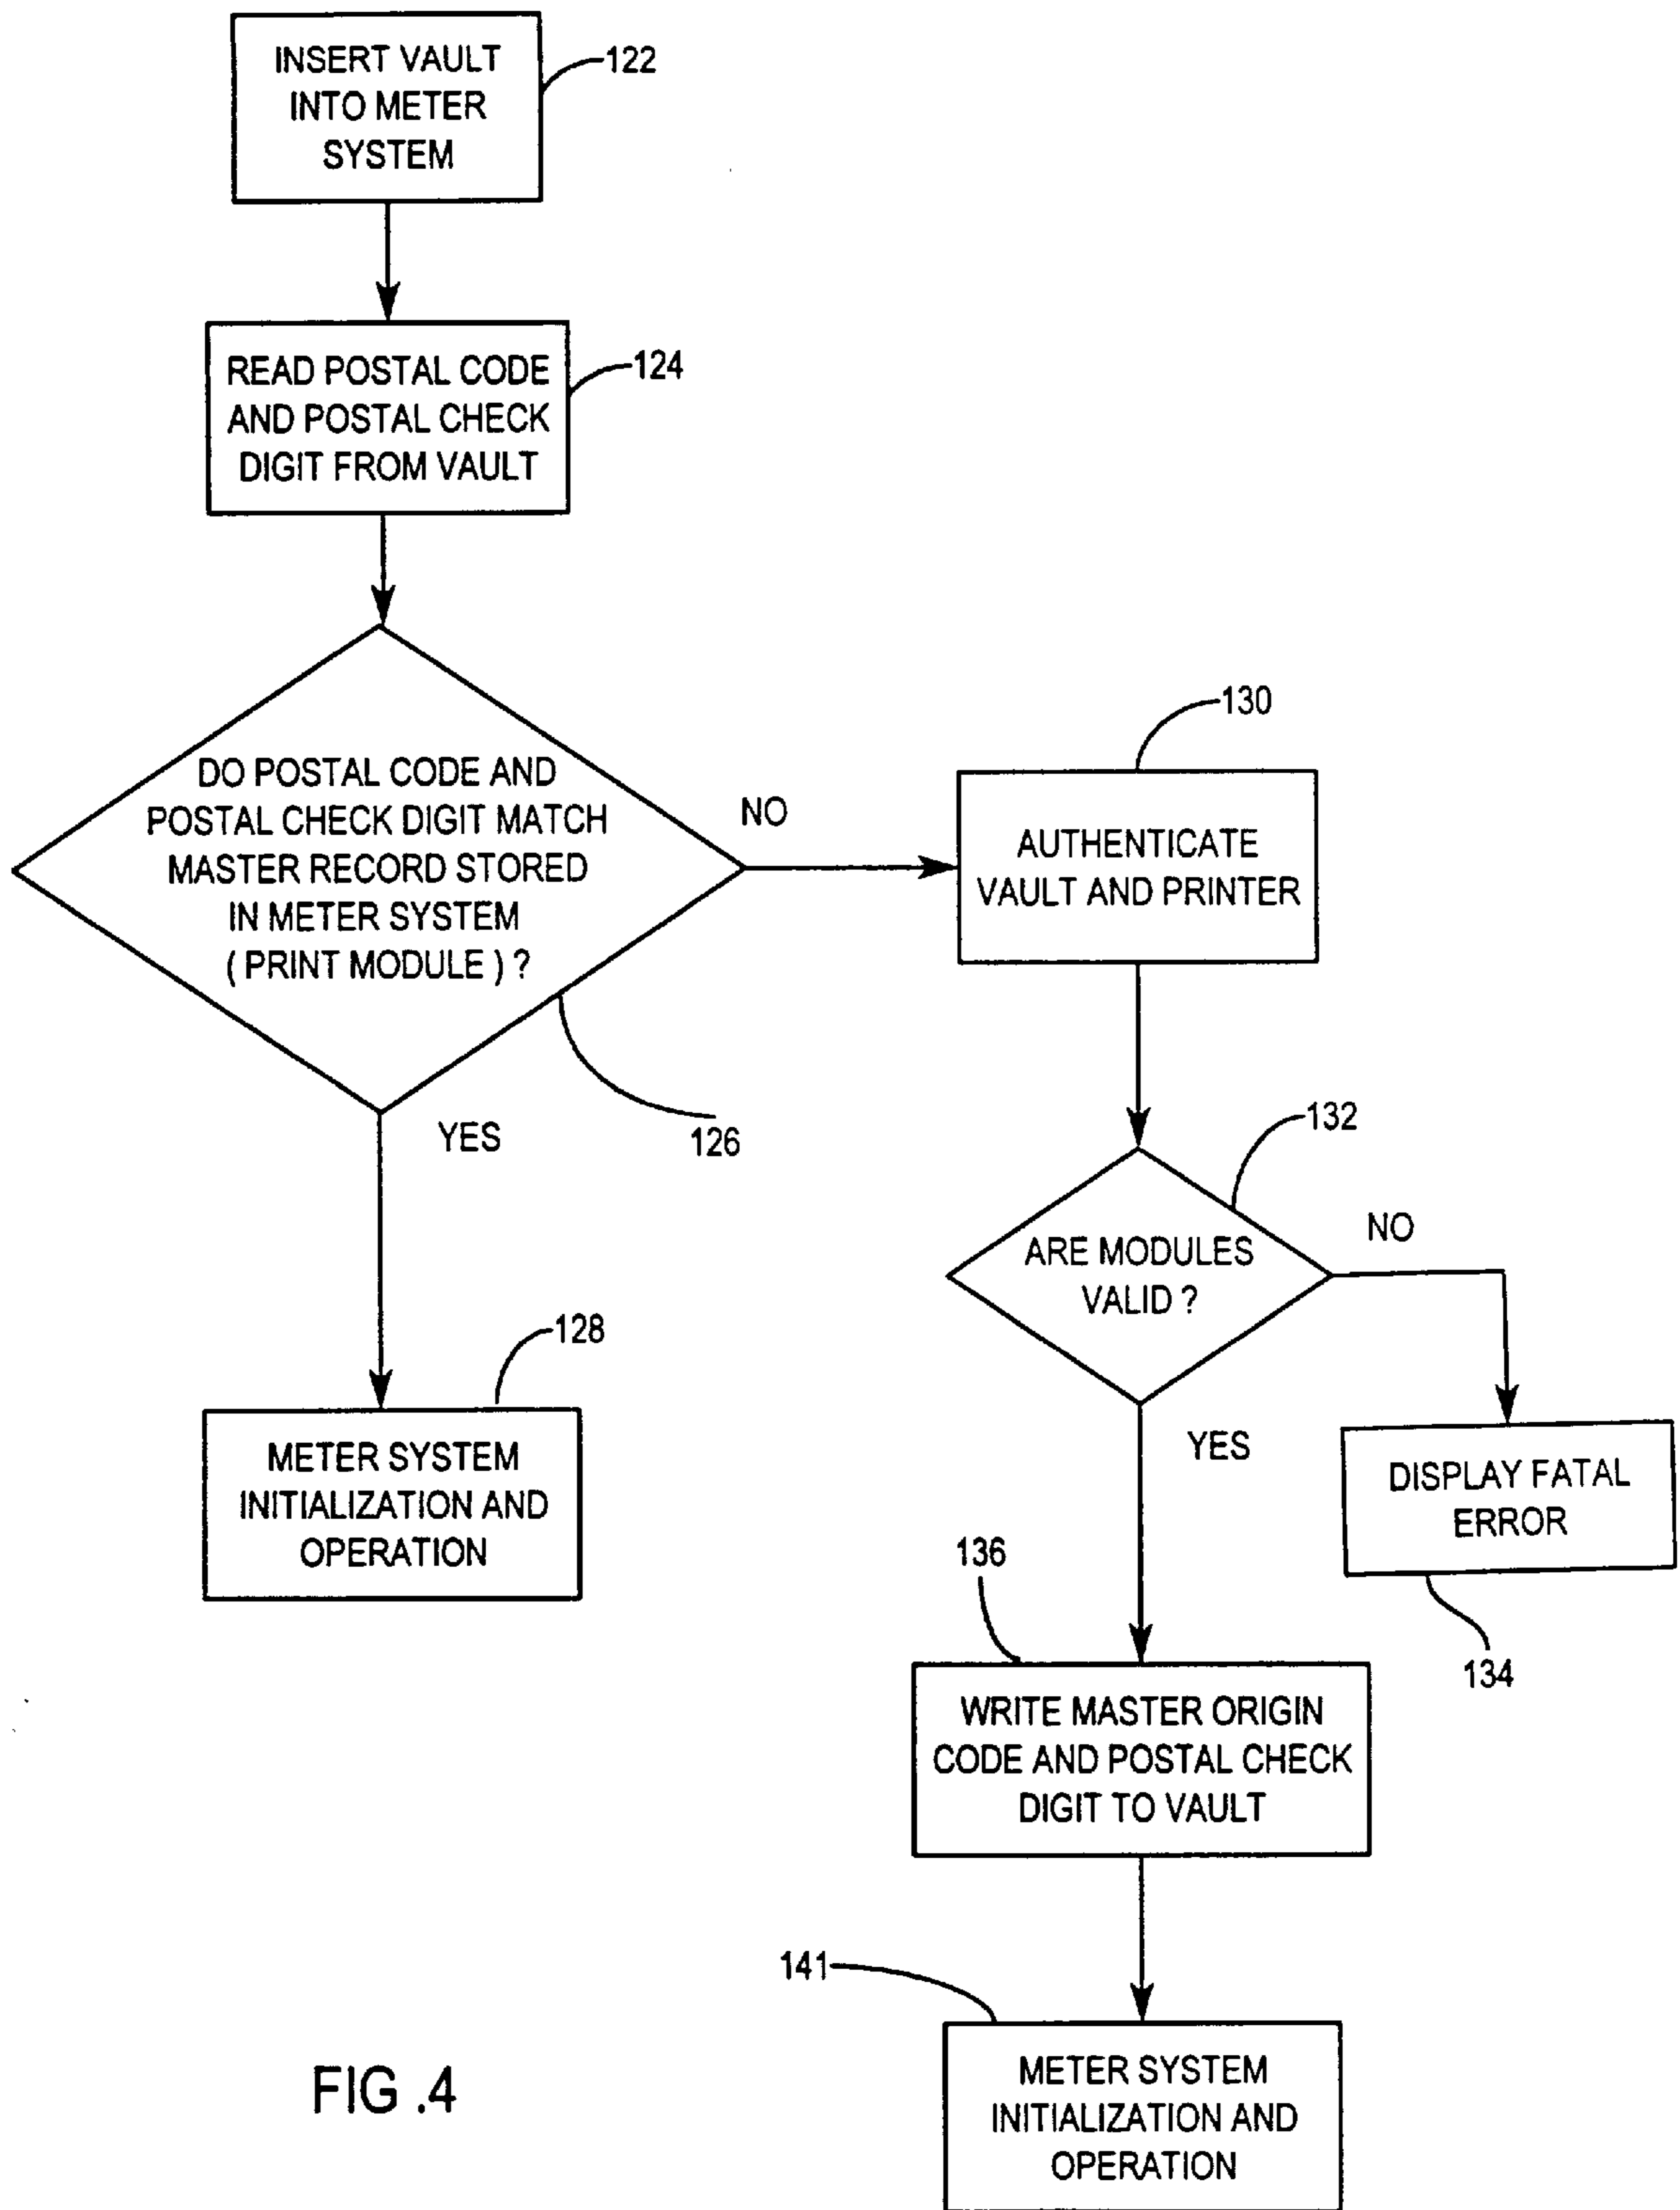 INSERT VAULT
INTO METER
SYSTEM
122
READ POSTAL CODE
AND POSTAL CHECK
DIGIT FROM VAULT
124
DO POSTAL CODE AND
POSTAL CHECK DIGIT MATCH
MASTER RECORD STORED
IN METER SYSTEM
( PRINT MODULE ) ?
126
NO
YES
130
AUTHENTICATE
VAULT AND PRINTER
128
METER SYSTEM
INITIALIZATION AND
OPERATION
132
ARE MODULES
VALID ?
NO
YES
DISPLAY FATAL
ERROR
134
136
WRITE MASTER ORIGIN
CODE AND POSTAL CHECK
DIGIT TO VAULT
141
METER SYSTEM
INITIALIZATION AND
OPERATION
FIG .4